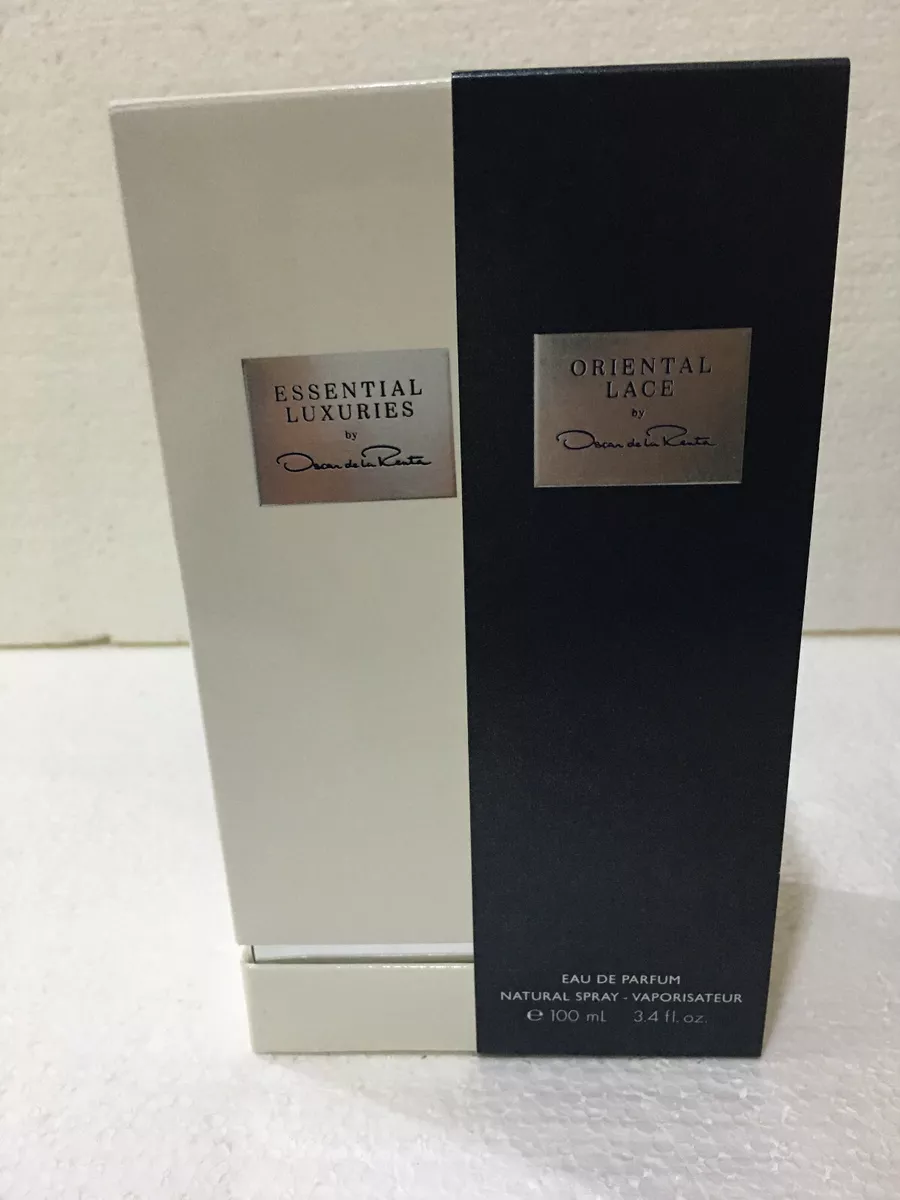 ESSENTIAL
LUXURIES
by
Oscar de la Renta
ORIENTAL
LACE
by
Oscar de la Renta
EAU DE PARFUM
NATURAL SPRAY - VAPORISATEUR
℮ 100 mL 3.4 fl. oz.